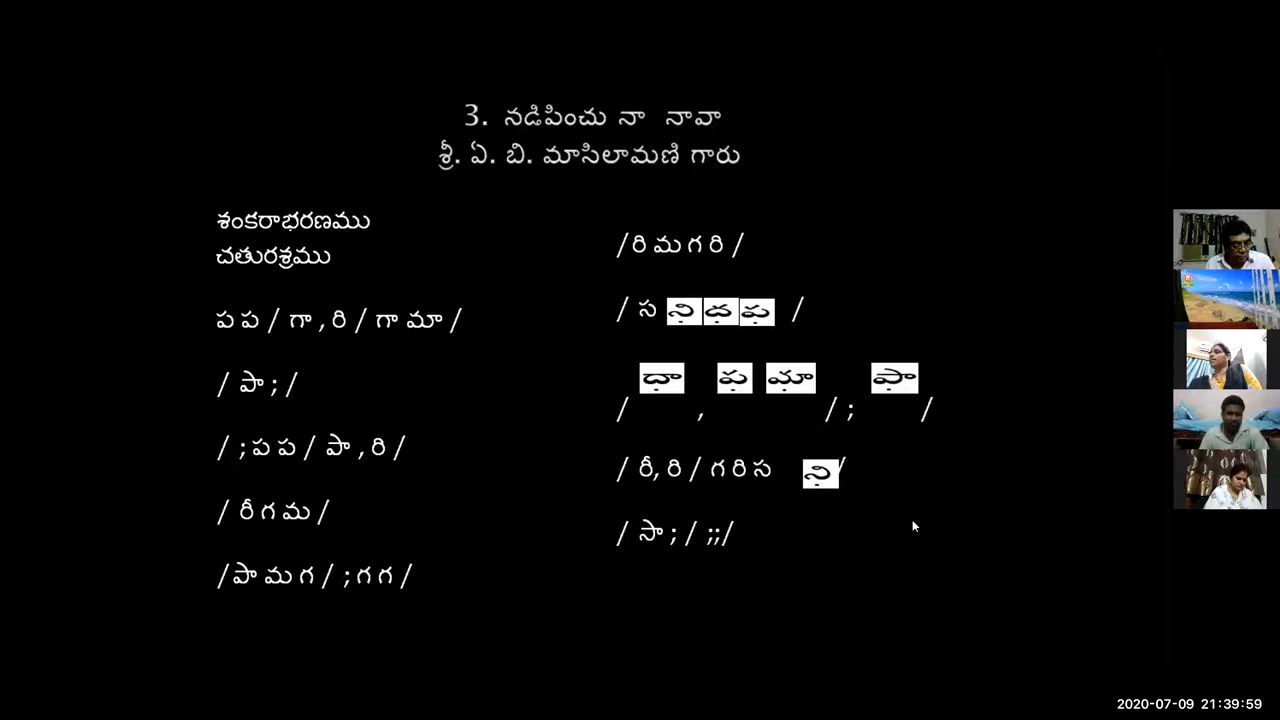 3. నడిపించు నా నావా
శ్రీ. ఏ. బి. మాసిలామణి గారు
శంకరాభరణము
చతురశ్రము
ప ప / గా , రి / గా మా /
/ పా ; /
/ ; ప ప / పా , రి /
/ రీ గ మ /
/ పా మ గ / ; గ గ /
/ రి మ గ రి /
/ స ని̣ ద̣ ప̣ /
/ ధా̣ , ప̣ మా̣ / ; పా̣ /
/ రీ, రి / గ రి స ని̣ /
/ సా ; / ;; /
2020-07-09 21:39:59